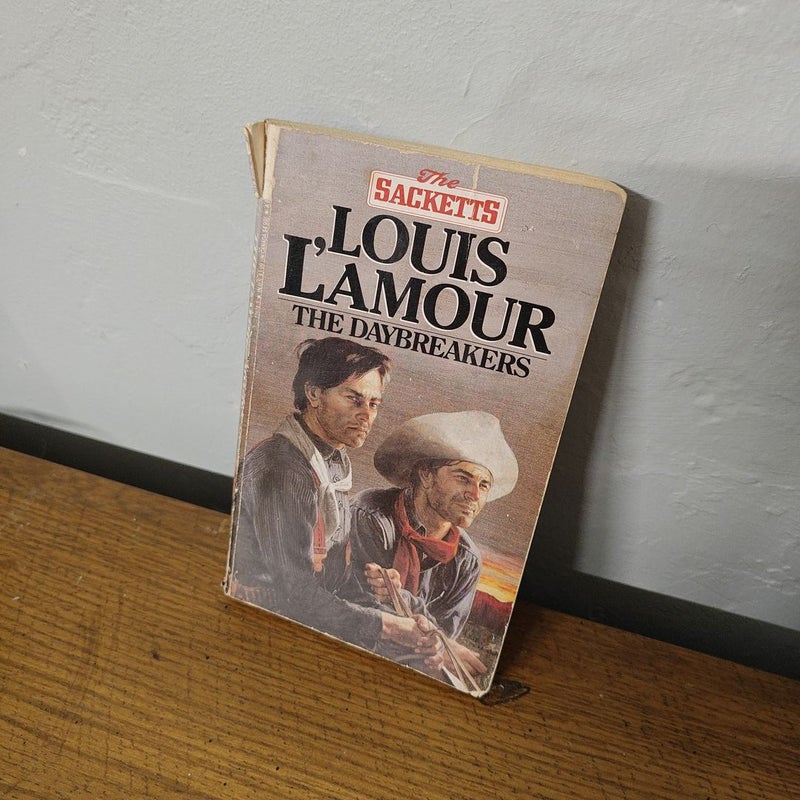 The
SACKETTS
LOUIS
L'AMOUR
THE DAYBREAKERS